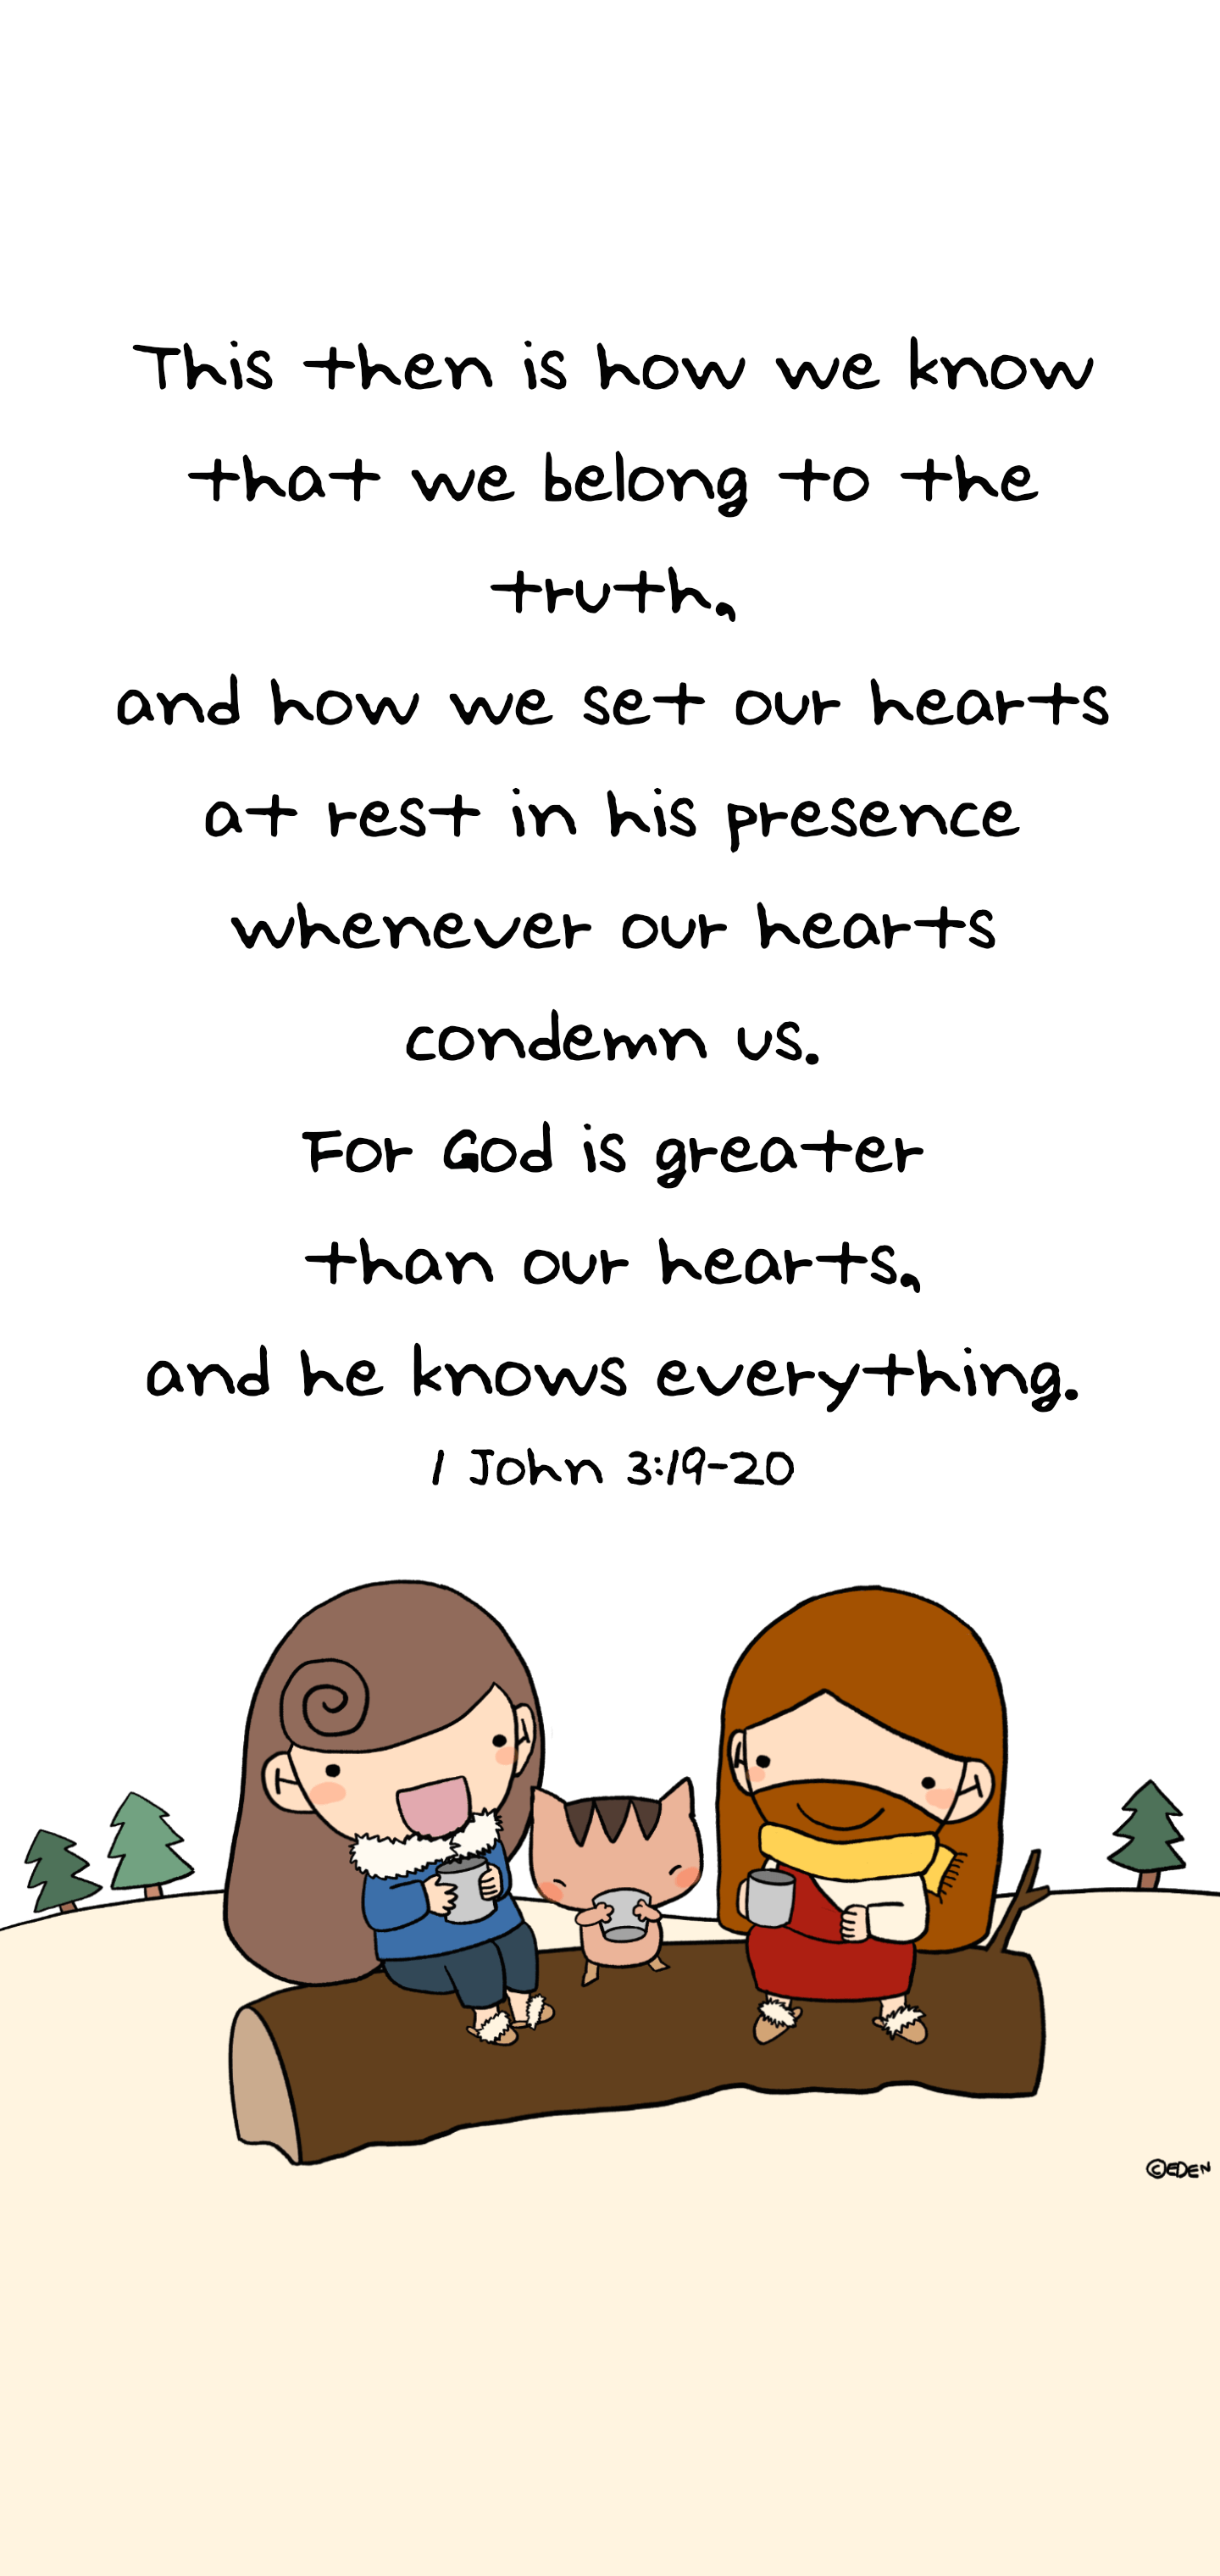 This then is how we know
that we belong to the
truth,
and how we set our hearts
at rest in his presence
whenever our hearts
condemn us.
For God is greater
than our hearts,
and he knows everything.
1 John 3:19-20
©EDEN